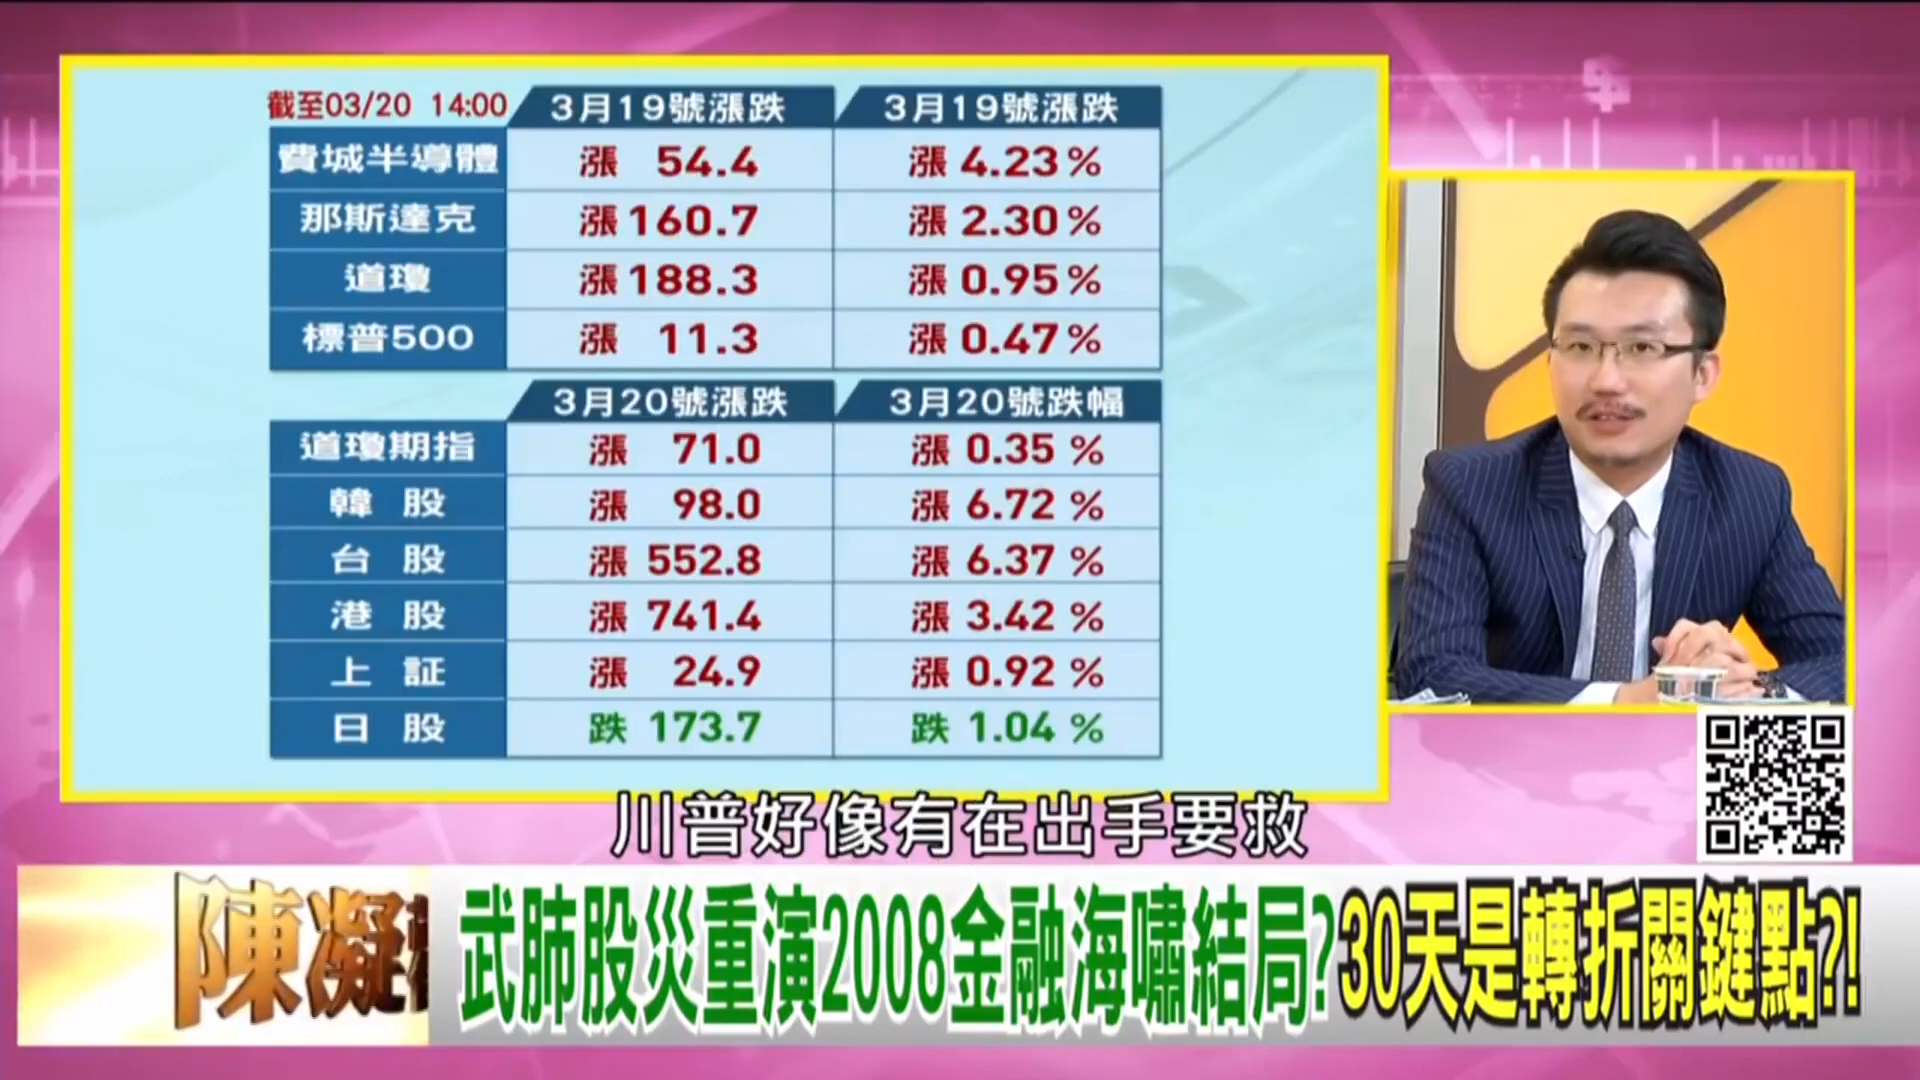 截至03/20 14:00 3月19號漲跌 3月19號漲跌
費城半導體 漲 54.4 漲 4.23%
那斯達克 漲 160.7 漲 2.30%
道瓊 漲 188.3 漲 0.95%
標普500 漲 11.3 漲 0.47%
3月20號漲跌 3月20號跌幅
道瓊期指 漲 71.0 漲 0.35 %
韓股 漲 98.0 漲 6.72 %
台股 漲 552.8 漲 6.37 %
港股 漲 741.4 漲 3.42 %
上証 漲 24.9 漲 0.92 %
日股 跌 173.7 跌 1.04 %
川普好像有在出手要救
陳凝
武肺股災重演2008金融海嘯結局?30天是轉折關鍵點?!